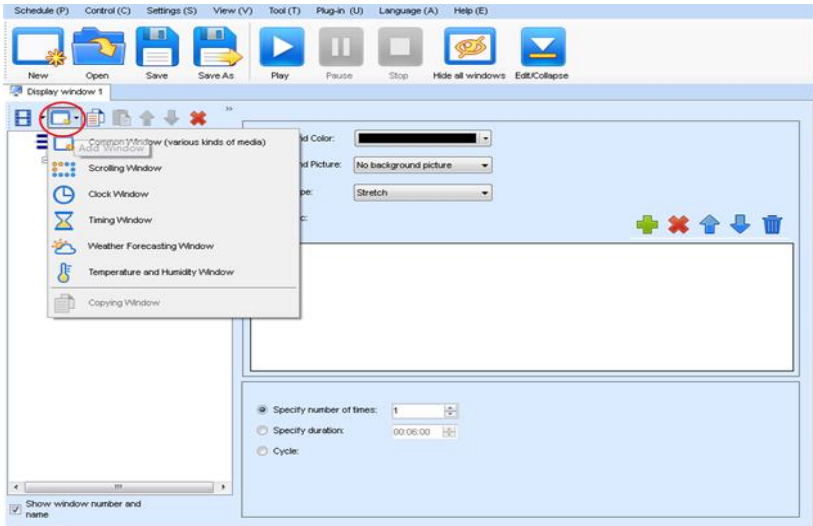 Schedule (P) Control (C) Settings (S) View (V) Tool (T) Plug-in (U) Language (A) Help (E)
New Open Save Save As Play Pause Stop Hide all windows Edit/Collapse
Display window 1
Common Window (various kinds of media)
Add Window
Scrolling Window
Clock Window
Timing Window
Weather Forecasting Window
Temperature and Humidity Window
Copying Window
Color:
Picture: No background picture
Stretch
Specify number of times: 1
Specify duration: 00:06:00
Cycle:
Show window number and
name